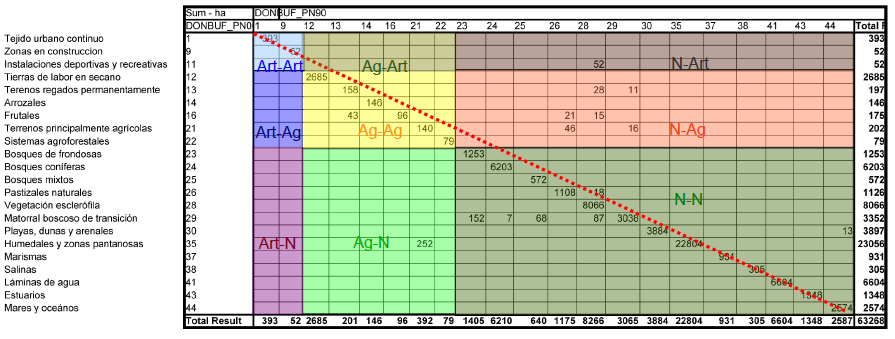 Sum - ha DONBUF_PN90
DONBUF_PN0 1 9 12 13 14 16 21 22 23 24 25 26 28 29 30 35 37 38 41 43 44 Total
Tejido urbano continuo 1 393 393
Zonas en construccion 9 52 52
Instalaciones deportivas y recreativas 11 52 52
Art-Art Ag-Art N-Art
Tierras de labor en secano 12 2685 2685
Terenos regados permanentemente 13 158 28 11 197
Arrozales 14 146 146
Frutales 16 43 96 21 15 175
Terrenos principalmente agrícolas 21 140 46 16 202
Art-Ag Ag-Ag N-Ag
Sistemas agroforestales 22 79 79
Bosques de frondosas 23 1253 1253
Bosques coníferas 24 6203 6203
Bosques mixtos 25 572 572
Pastizales naturales 26 1108 18 1126
N-N
Vegetación esclerófila 28 8066 8066
Matorral boscoso de transición 29 152 7 68 87 3038 3352
Playas, dunas y arenales 30 3884 13 3897
Humedales y zonas pantanosas 35 252 22804 23056
Art-N Ag-N
Marismas 37 931 931
Salinas 38 305 305
Láminas de agua 41 6604 6604
Estuarios 43 1348 1348
Mares y oceános 44 2574 2574
Total Result 393 52 2685 201 146 96 392 79 1405 6210 640 1175 8266 3065 3884 22804 931 305 6604 1348 2587 63268